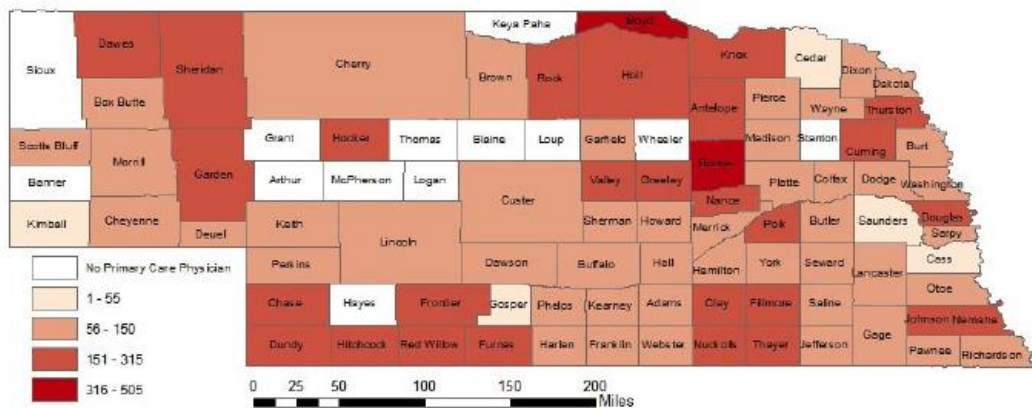 Keya Paha Boyd
Sioux Dawes Sheridan Cherry Brown Rock Holt Knox Cedar Dixon Dakota
Box Butte Antelope Pierce Wayne Thurston
Scotts Bluff Morrill Garden Grant Hooker Thomas Blaine Loup Garfield Wheeler Madison Stanton Cuming Burt
Banner Arthur McPherson Logan Custer Valley Greeley Boone Platte Colfax Dodge Washington
Kimball Cheyenne Deuel Keith Lincoln Sherman Howard Nance Merrick Polk Butler Saunders Douglas
Sarpy
Perkins Dawson Buffalo Hall Hamilton York Seward Lancaster Cass
Otoe
Chase Hayes Frontier Gosper Phelps Kearney Adams Clay Fillmore Saline Gage Johnson Nemaha
Dundy Hitchcock Red Willow Furnas Harlan Franklin Webster Nuckolls Thayer Jefferson Pawnee Richardson
No Primary Care Physician
1 - 55
56 - 150
151 - 315
316 - 505
0 25 50 100 150 200
Miles